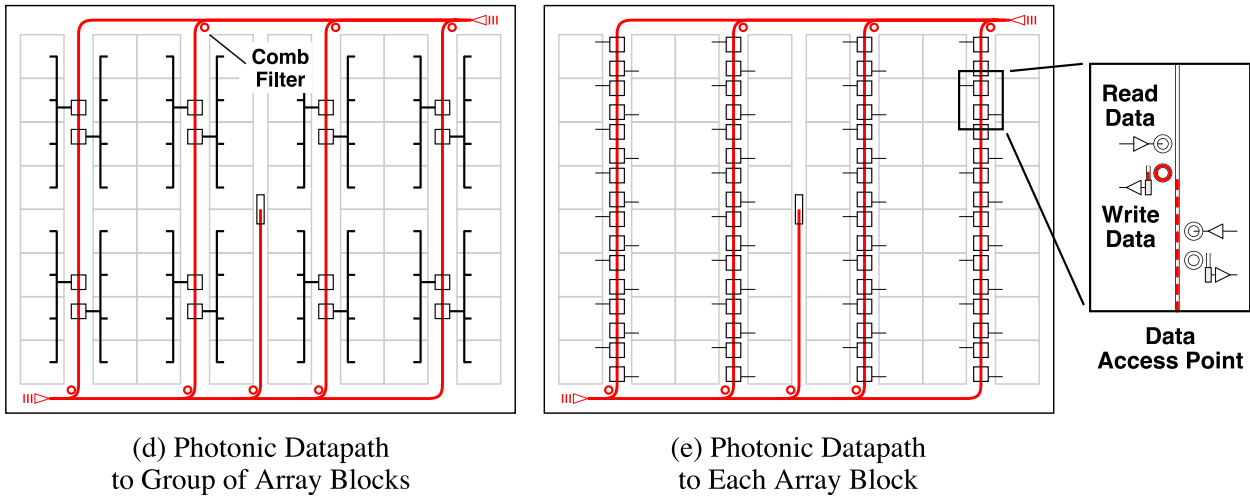 Comb
Filter
Read
Data
Write
Data
Data
Access Point
(d) Photonic Datapath
to Group of Array Blocks
(e) Photonic Datapath
to Each Array Block